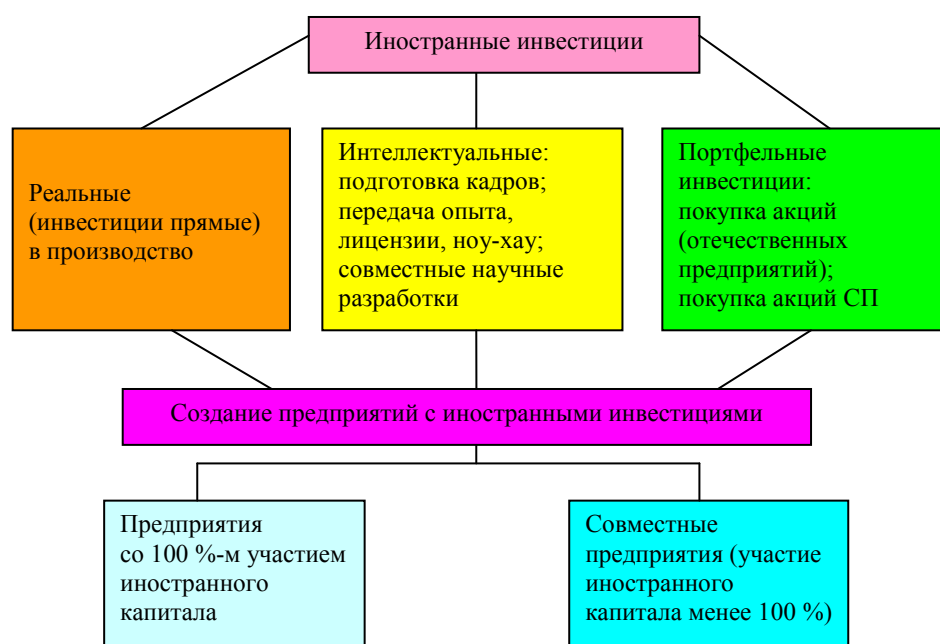 Иностранные инвестиции
Реальные
(инвестиции прямые)
в производство
Интеллектуальные:
подготовка кадров;
передача опыта,
лицензии, ноу-хау;
совместные научные
разработки
Портфельные
инвестиции:
покупка акций
(отечественных
предприятий);
покупка акций СП
Создание предприятий с иностранными инвестициями
Предприятия
со 100 %-м участием
иностранного
капитала
Совместные
предприятия (участие
иностранного
капитала менее 100 %)